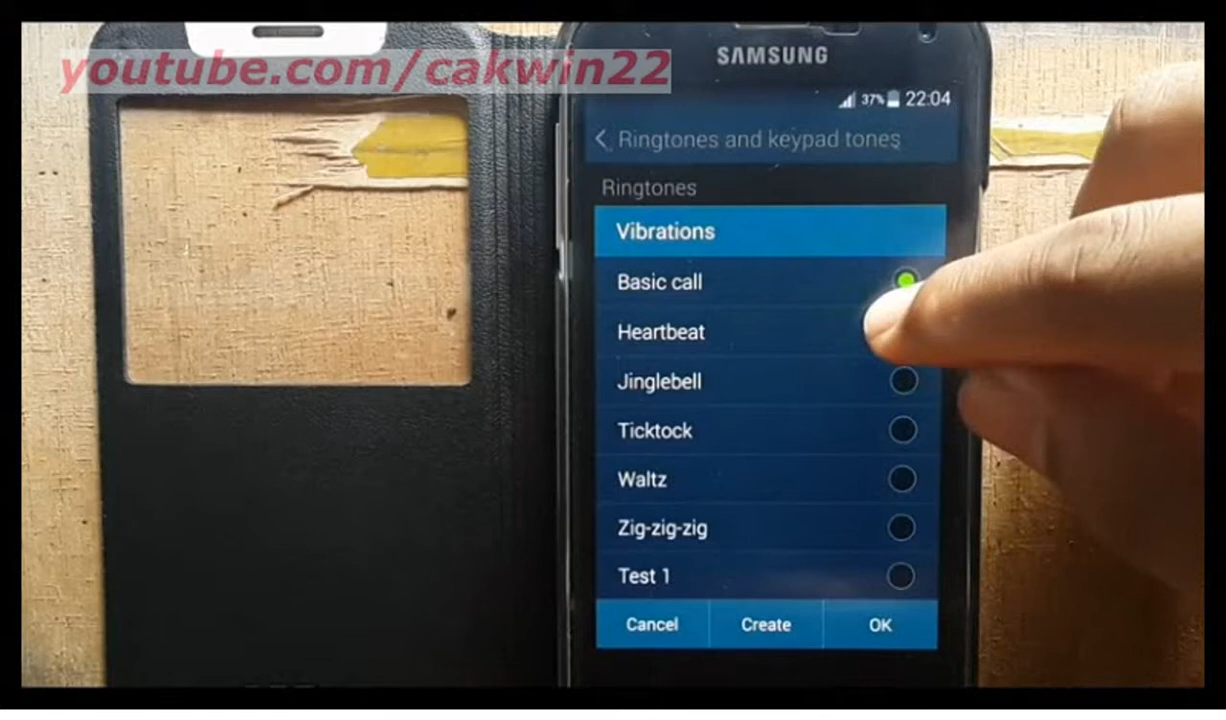 youtube.com/cakwin22
SAMSUNG
37% 22:04
Ringtones and keypad tones
Ringtones
Vibrations
Basic call
Heartbeat
Jinglebell
Ticktock
Waltz
Zig-zig-zig
Test 1
Cancel Create OK